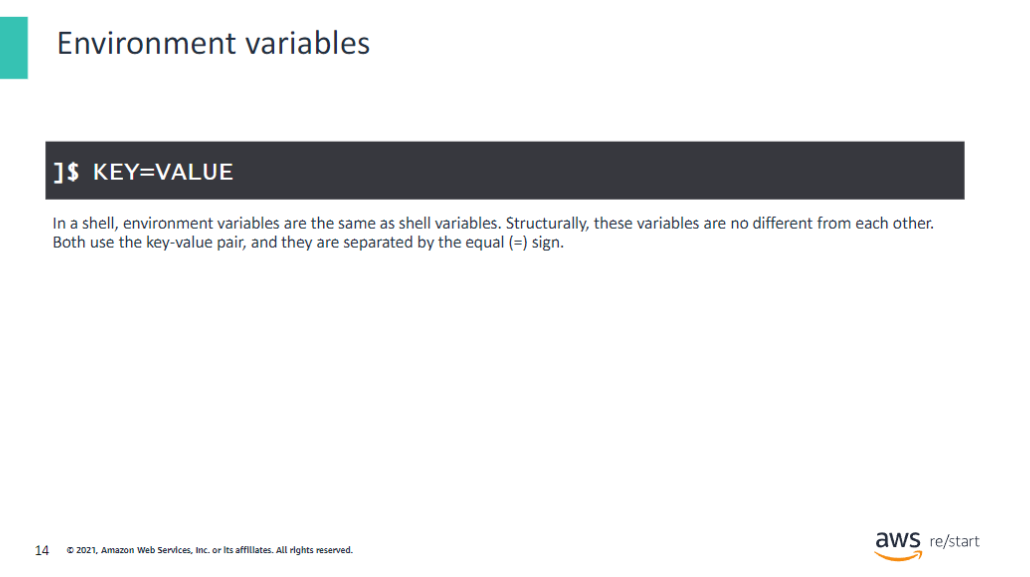 Environment variables
]$ KEY=VALUE
In a shell, environment variables are the same as shell variables. Structurally, these variables are no different from each other.
Both use the key-value pair, and they are separated by the equal (=) sign.
14 © 2021, Amazon Web Services, Inc. or its affiliates. All rights reserved.
aws re/start